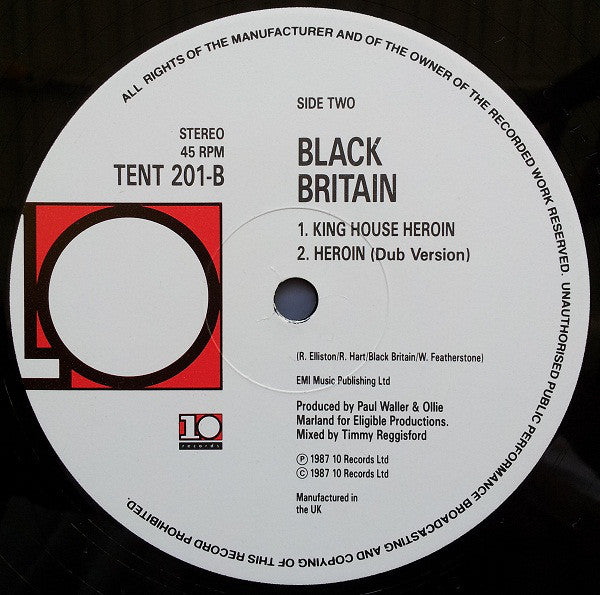 ALL RIGHTS OF THE MANUFACTURER AND OF THE OWNER OF THE RECORDED WORK RESERVED. UNAUTHORISED PUBLIC PERFORMANCE BROADCASTING AND COPYING OF THIS RECORD PROHIBITED.
SIDE TWO
STEREO
45 RPM
TENT 201-B
BLACK
BRITAIN
1. KING HOUSE HEROIN
2. HEROIN (Dub Version)
10
(R. Elliston/R. Hart/Black Britain/W. Featherstone)
EMI Music Publishing Ltd
Produced by Paul Waller & Ollie
Marland for Eligible Productions.
Mixed by Timmy Reggisford
℗ 1987 10 Records Ltd
© 1987 10 Records Ltd
Manufactured in
the UK
10
records